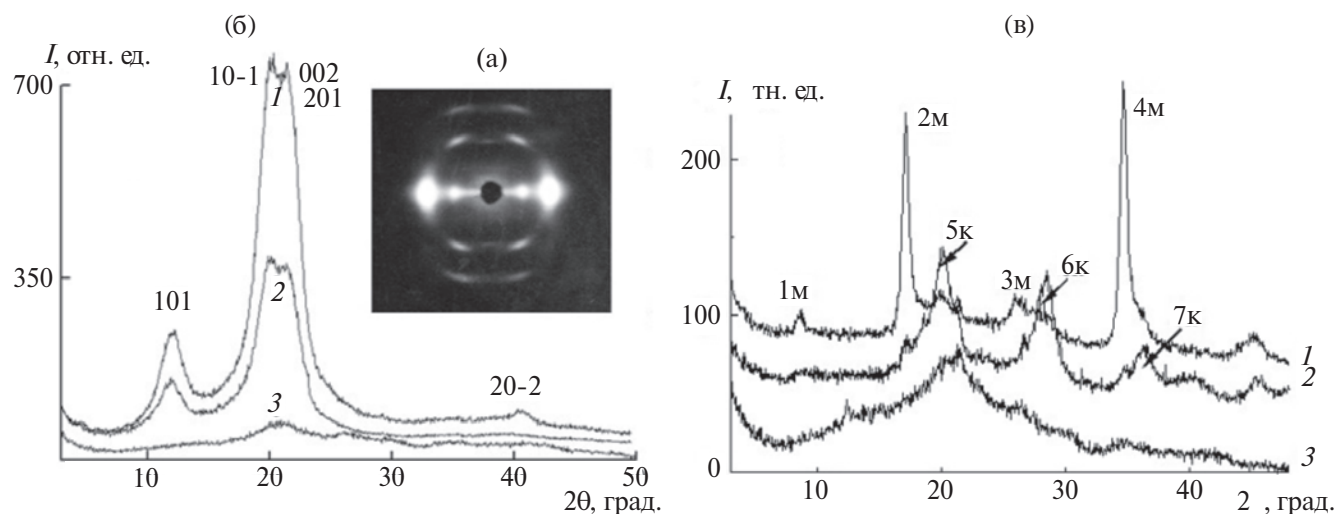 (б)
I, отн. ед.
700
350
10-1
1
002
201
101
2
3
20-2
10 20 30 40 50
2θ, град.
(а)
(в)
I, тн. ед.
200
100
0
1м
2м
5к
3м
6к
4м
7к
1
2
3
10 20 30 40
2 , град.